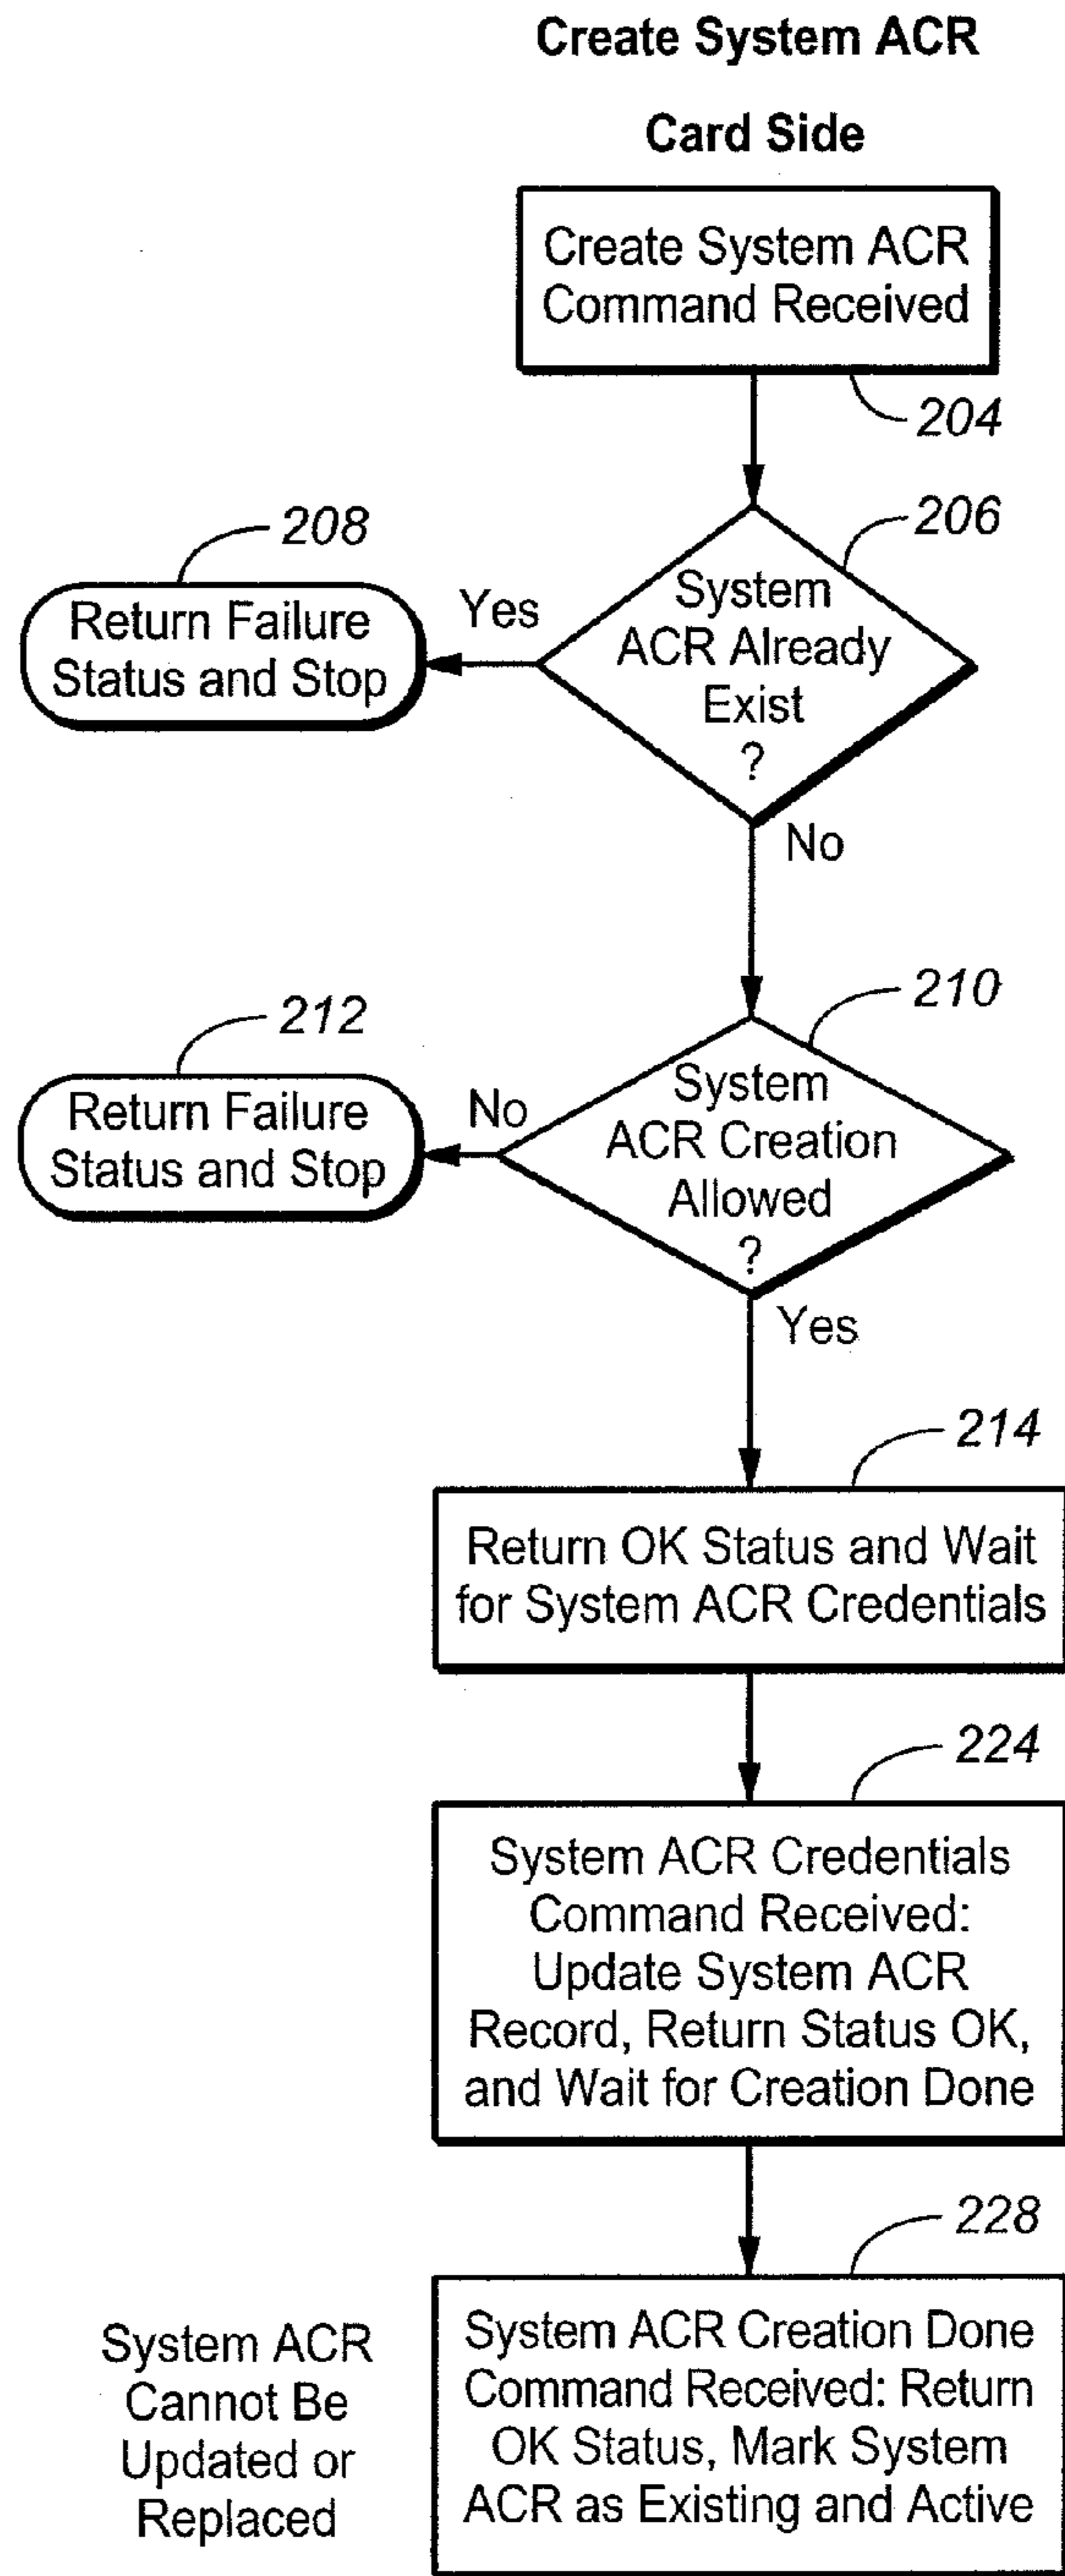 Create System ACR
Card Side
Create System ACR
Command Received
204
206
System
ACR Already
Exist
?
Yes
208
Return Failure
Status and Stop
No
210
System
ACR Creation
Allowed
?
No
212
Return Failure
Status and Stop
Yes
214
Return OK Status and Wait
for System ACR Credentials
224
System ACR Credentials
Command Received:
Update System ACR
Record, Return Status OK,
and Wait for Creation Done
228
System ACR Creation Done
Command Received: Return
OK Status, Mark System
ACR as Existing and Active
System ACR
Cannot Be
Updated or
Replaced